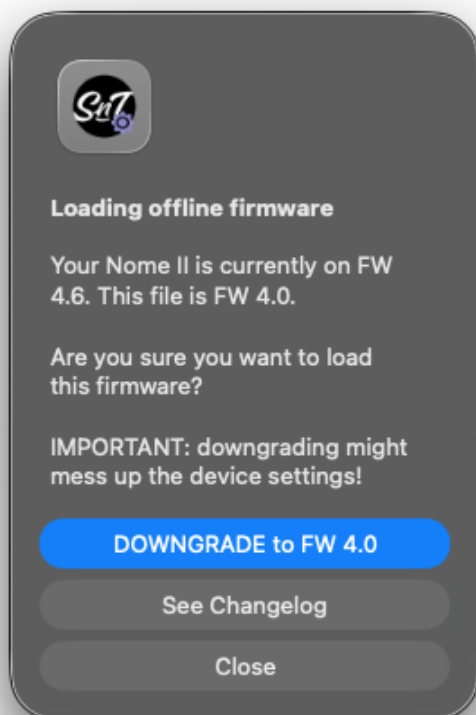 SnT
Loading offline firmware
Your Nome II is currently on FW
4.6. This file is FW 4.0.
Are you sure you want to load
this firmware?
IMPORTANT: downgrading might
mess up the device settings!
DOWNGRADE to FW 4.0
See Changelog
Close